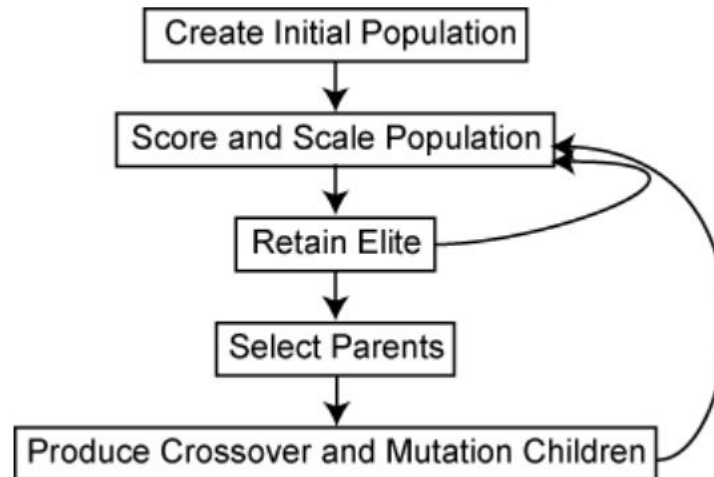 Create Initial Population
Score and Scale Population
Retain Elite
Select Parents
Produce Crossover and Mutation Children